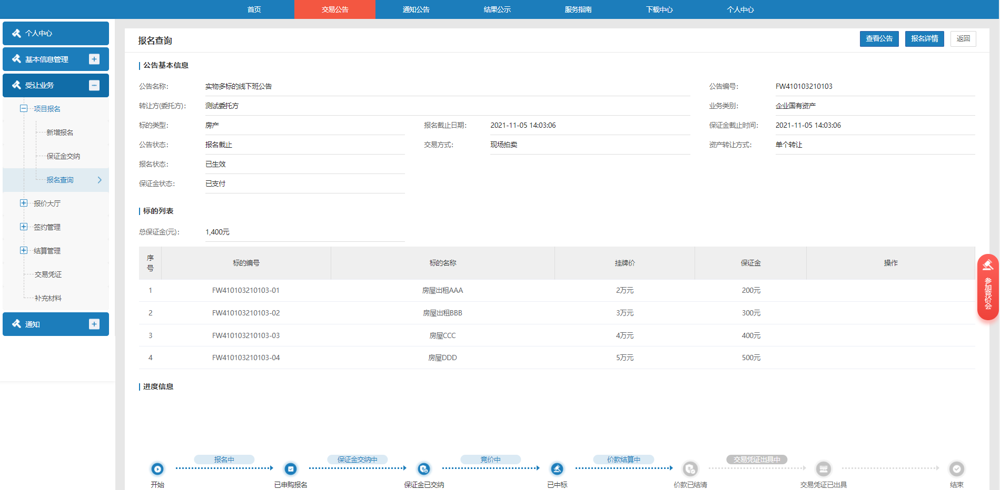 首页 交易公告 通知公告 结果公示 服务指南 下载中心 个人中心
个人中心
基本信息管理
受让业务
项目报名
新增报名
保证金交纳
报名查询
报价大厅
签约管理
结算管理
交易凭证
补充材料
通知
报名查询
查看公告 报名详情 返回
公告基本信息
公告名称: 实物多标的线下班公告 公告编号: FW410103210103
转让方(委托方): 测试委托方 业务类别: 企业国有资产
标的类型: 房产 报名截止日期: 2021-11-05 14:03:06 保证金截止时间: 2021-11-05 14:03:06
公告状态: 报名截止 交易方式: 现场拍卖 资产转让方式: 单个转让
报名状态: 已生效
保证金状态: 已支付
标的列表
总保证金(元): 1,400元
序号 标的编号 标的名称 挂牌价 保证金 操作
1 FW410103210103-01 房屋出租AAA 2万元 200元
2 FW410103210103-02 房屋出租BBB 3万元 300元
3 FW410103210103-03 房屋CCC 4万元 400元
4 FW410103210103-04 房屋DDD 5万元 500元
参加竞价会
进度信息
报名中 保证金交纳中 竞价中 价款结算中 交易凭证出具中
开始 已申购报名 保证金已交纳 已中标 价款已结清 交易凭证已出具 结束